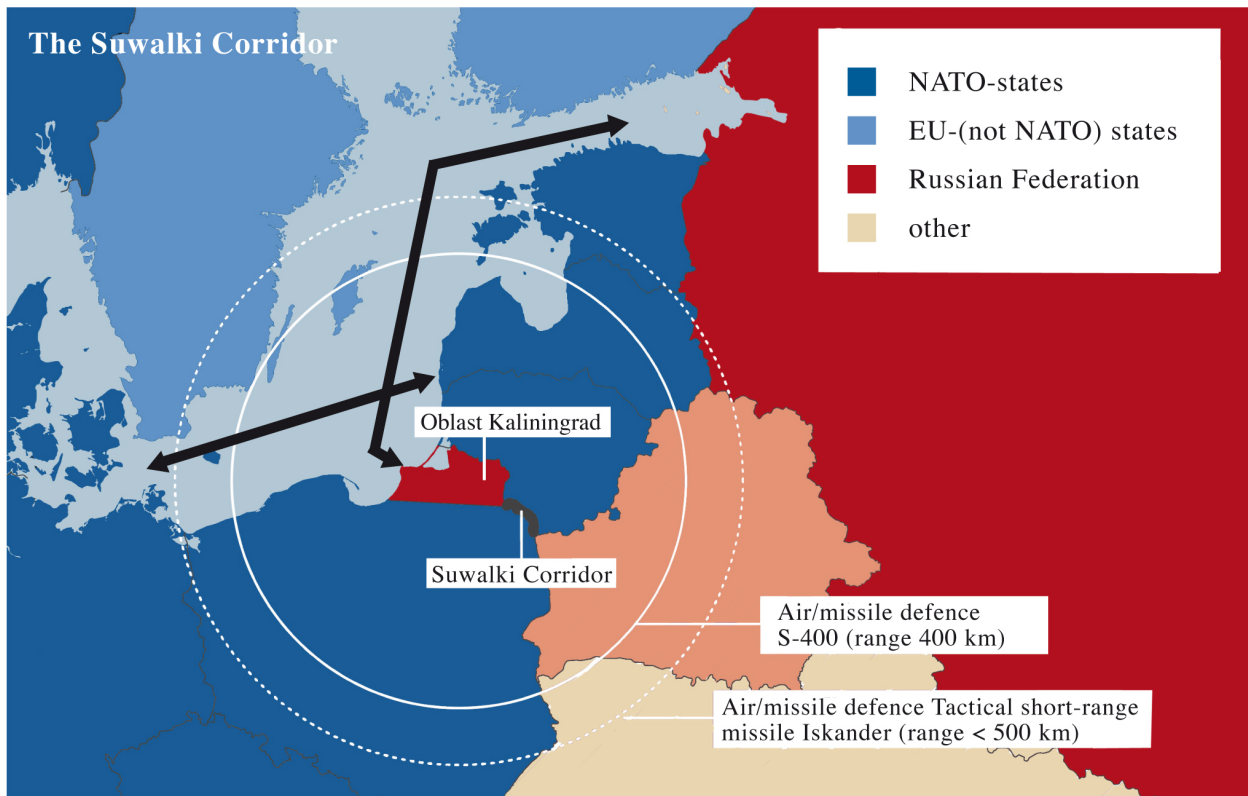 The Suwalki Corridor
NATO-states
EU-(not NATO) states
Russian Federation
other
Oblast Kaliningrad
Suwalki Corridor
Air/missile defence
S-400 (range 400 km)
Air/missile defence Tactical short-range
missile Iskander (range < 500 km)